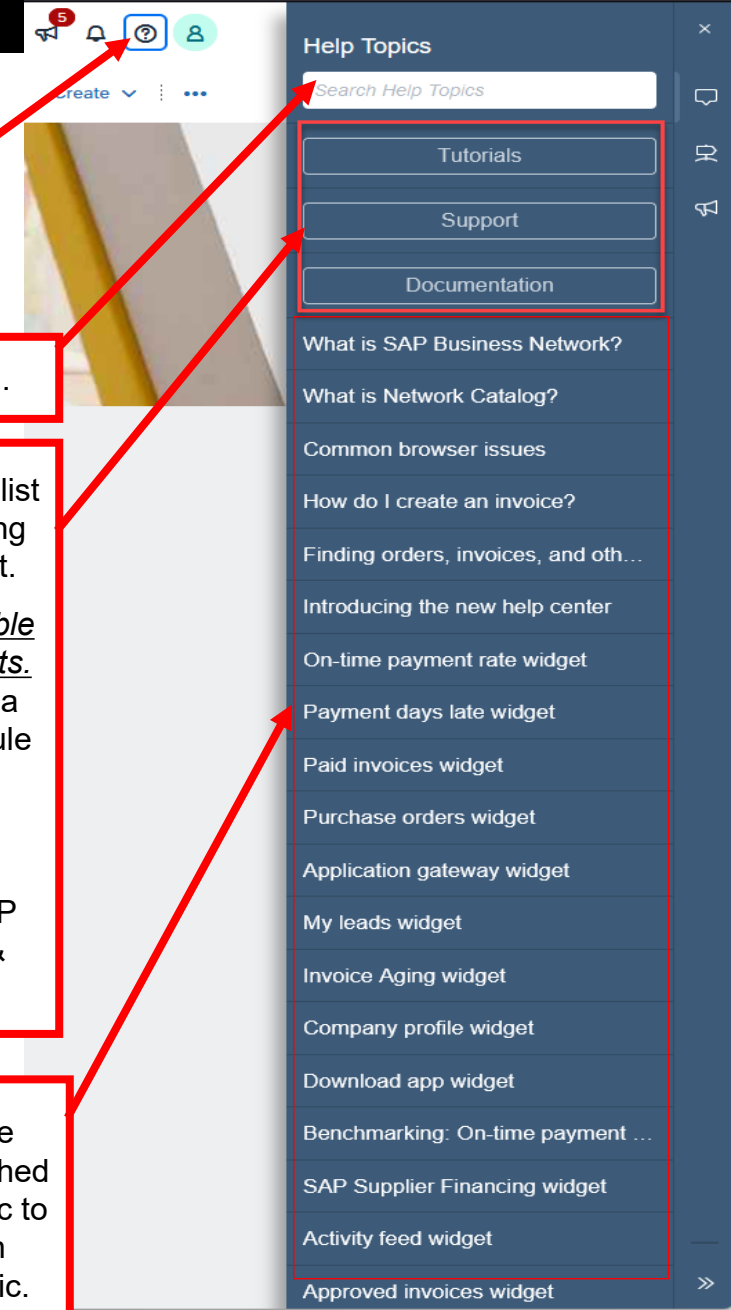 5
Create
Help Topics
Search Help Topics
Tutorials
Support
Documentation
What is SAP Business Network?
What is Network Catalog?
Common browser issues
How do I create an invoice?
Finding orders, invoices, and oth...
Introducing the new help center
On-time payment rate widget
Payment days late widget
Paid invoices widget
Purchase orders widget
Application gateway widget
My leads widget
Invoice Aging widget
Company profile widget
Download app widget
Benchmarking: On-time payment ...
SAP Supplier Financing widget
Activity feed widget
Approved invoices widget
.
list
t.
a
P
&
c to